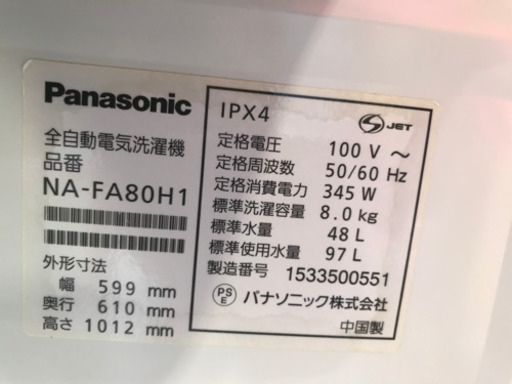 Panasonic
全自動電気洗濯機
品番
NA-FA80H1
外形寸法
幅 599 mm
奥行 610 mm
高さ 1012 mm
IPX4
S JET
定格電圧 100 V ～
定格周波数 50/60 Hz
定格消費電力 345 W
標準洗濯容量 8.0 kg
標準水量 48 L
標準使用水量 97 L
製造番号 1533500551
PS E パナソニック株式会社
中国製